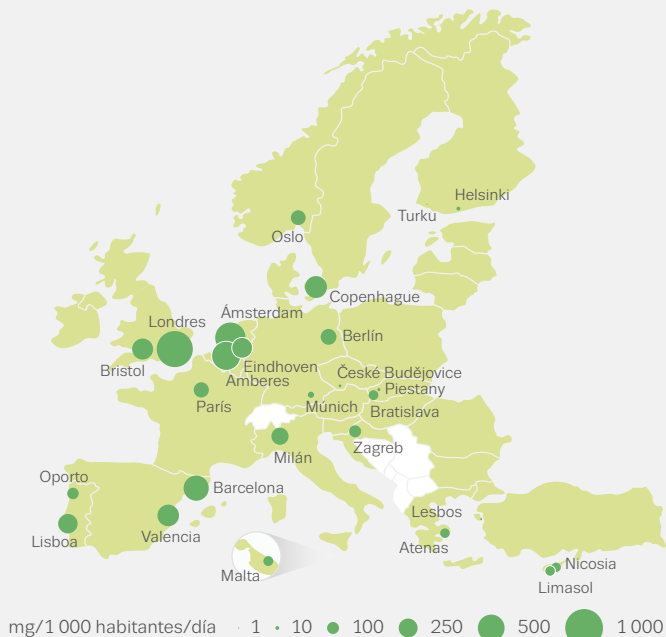 Helsinki
Turku
Oslo
Copenhague
Ámsterdam
Londres
Berlín
Bristol
Eindhoven
Amberes
České Budějovice
Piestany
París
Múnich
Bratislava
Zagreb
Milán
Oporto
Barcelona
Lisboa
Valencia
Lesbos
Atenas
Malta
Nicosia
Limasol
mg/1 000 habitantes/día 1 10 100 250 500 1 000